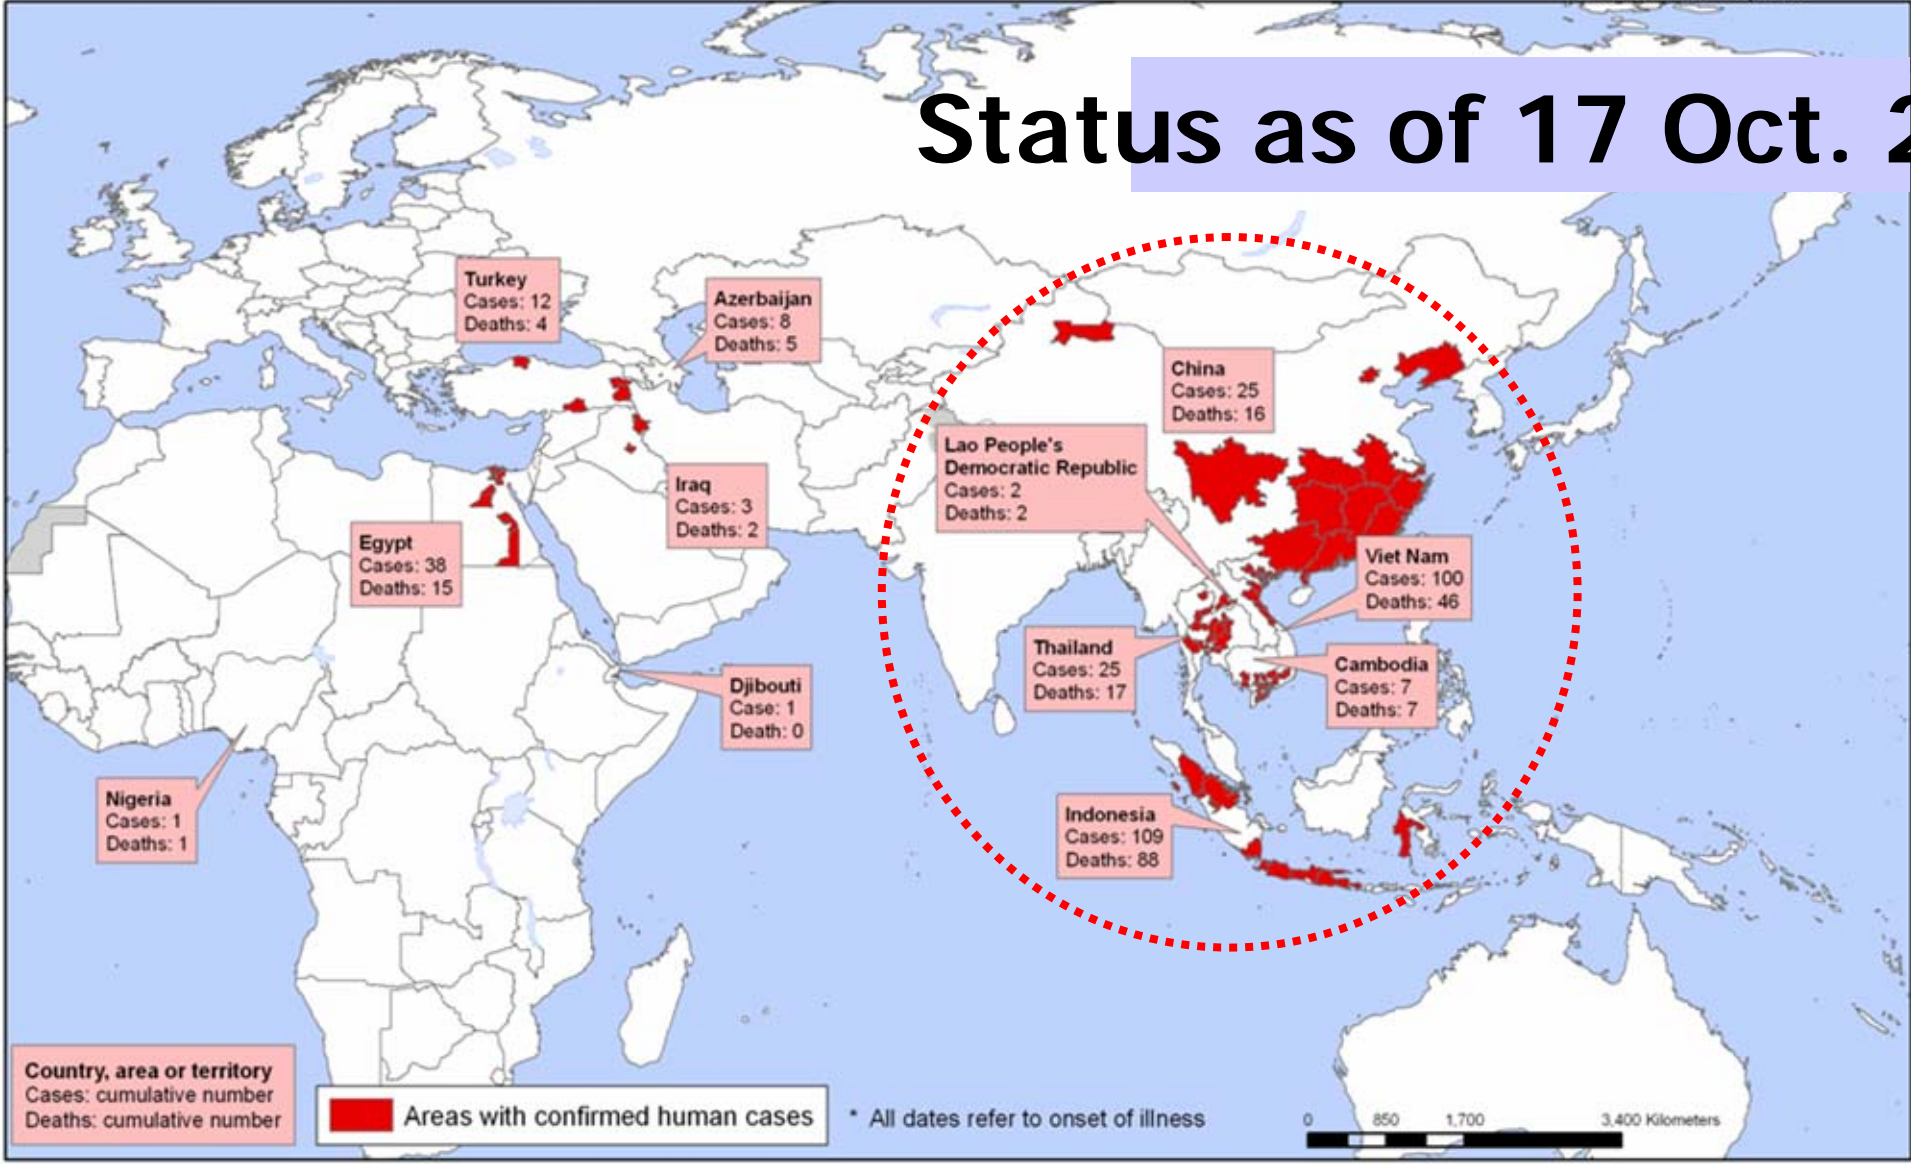 Status as of 17 Oct. 2
Turkey
Cases: 12
Deaths: 4
Azerbaijan
Cases: 8
Deaths: 5
China
Cases: 25
Deaths: 16
Lao People's
Democratic Republic
Cases: 2
Deaths: 2
Iraq
Cases: 3
Deaths: 2
Egypt
Cases: 38
Deaths: 15
Viet Nam
Cases: 100
Deaths: 46
Thailand
Cases: 25
Deaths: 17
Cambodia
Cases: 7
Deaths: 7
Djibouti
Case: 1
Death: 0
Nigeria
Cases: 1
Deaths: 1
Indonesia
Cases: 109
Deaths: 88
Country, area or territory
Cases: cumulative number
Deaths: cumulative number
Areas with confirmed human cases
* All dates refer to onset of illness
0 850 1,700 3,400 Kilometers